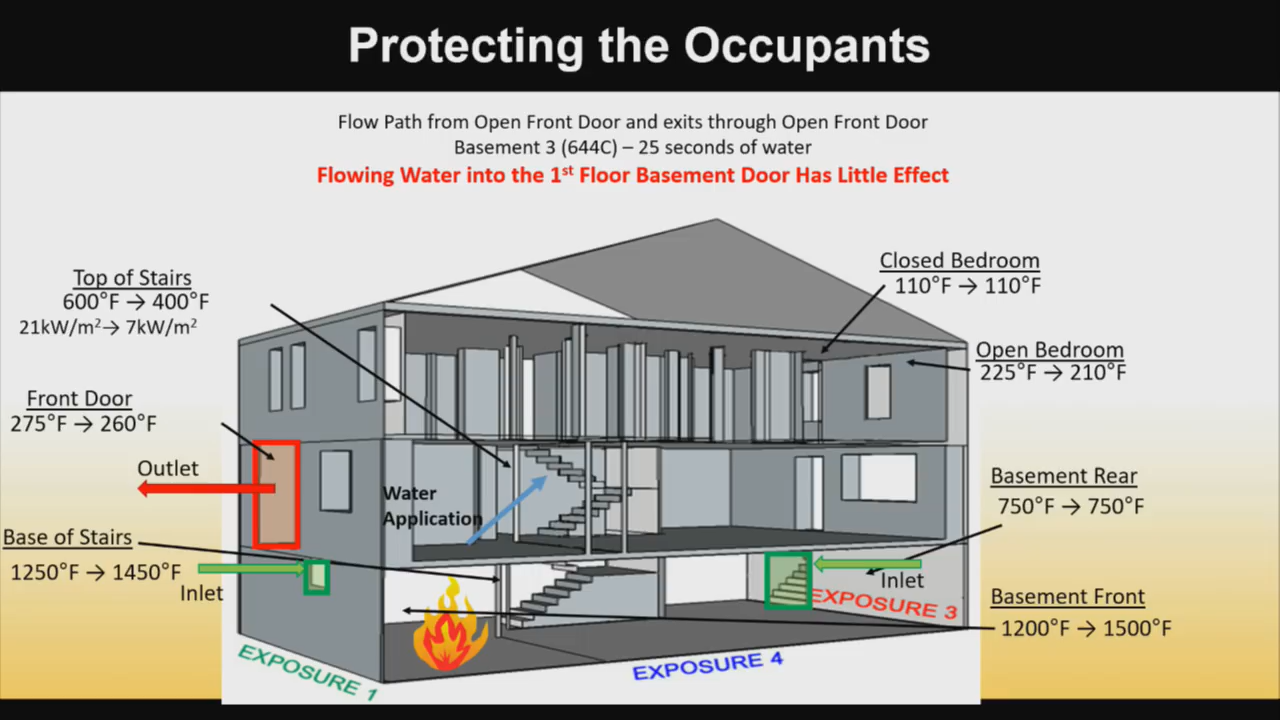 Protecting the Occupants
Flow Path from Open Front Door and exits through Open Front Door
Basement 3 (644C) – 25 seconds of water
Flowing Water into the 1st Floor Basement Door Has Little Effect
Top of Stairs
600°F → 400°F
21kW/m²→ 7kW/m²
Closed Bedroom
110°F → 110°F
Open Bedroom
225°F → 210°F
Front Door
275°F → 260°F
Outlet
Water
Application
Basement Rear
750°F → 750°F
Base of Stairs
1250°F → 1450°F
Inlet
Inlet
EXPOSURE 3
Basement Front
1200°F → 1500°F
EXPOSURE 1
EXPOSURE 4